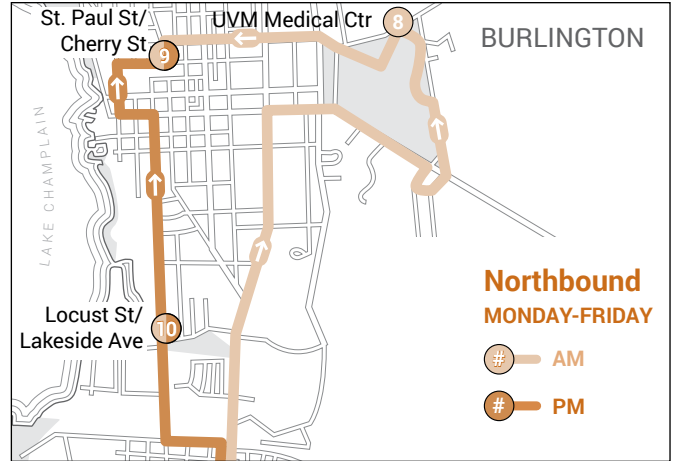 St. Paul St/
Cherry St
UVM Medical Ctr
8
BURLINGTON
9
LAKE CHAMPLAIN
Locust St/
Lakeside Ave
10
Northbound
MONDAY-FRIDAY
# AM
# PM